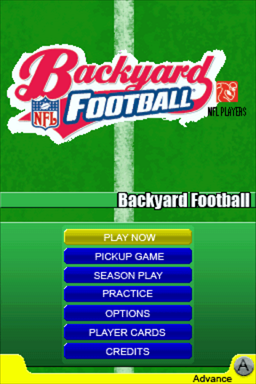 Backyard
FOOTBALL
NFL
NFL PLAYERS
Backyard Football
PLAY NOW
PICKUP GAME
SEASON PLAY
PRACTICE
OPTIONS
PLAYER CARDS
CREDITS
A
Advance